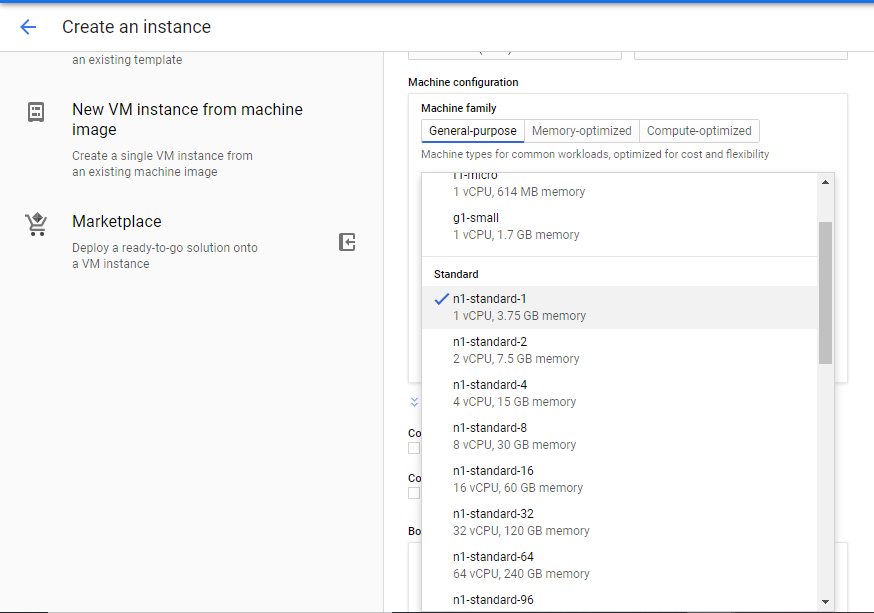 Create an instance
an existing template
New VM instance from machine
image
Create a single VM instance from
an existing machine image
Marketplace
Deploy a ready-to-go solution onto
a VM instance
Machine configuration
Machine family
General-purpose
Memory-optimized
Compute-optimized
Machine types for common workloads, optimized for cost and flexibility
f1-micro
1 vCPU, 614 MB memory
g1-small
1 vCPU, 1.7 GB memory
Standard
n1-standard-1
1 vCPU, 3.75 GB memory
n1-standard-2
2 vCPU, 7.5 GB memory
n1-standard-4
4 vCPU, 15 GB memory
n1-standard-8
8 vCPU, 30 GB memory
n1-standard-16
16 vCPU, 60 GB memory
n1-standard-32
32 vCPU, 120 GB memory
n1-standard-64
64 vCPU, 240 GB memory
n1-standard-96
Co
Co
Bo